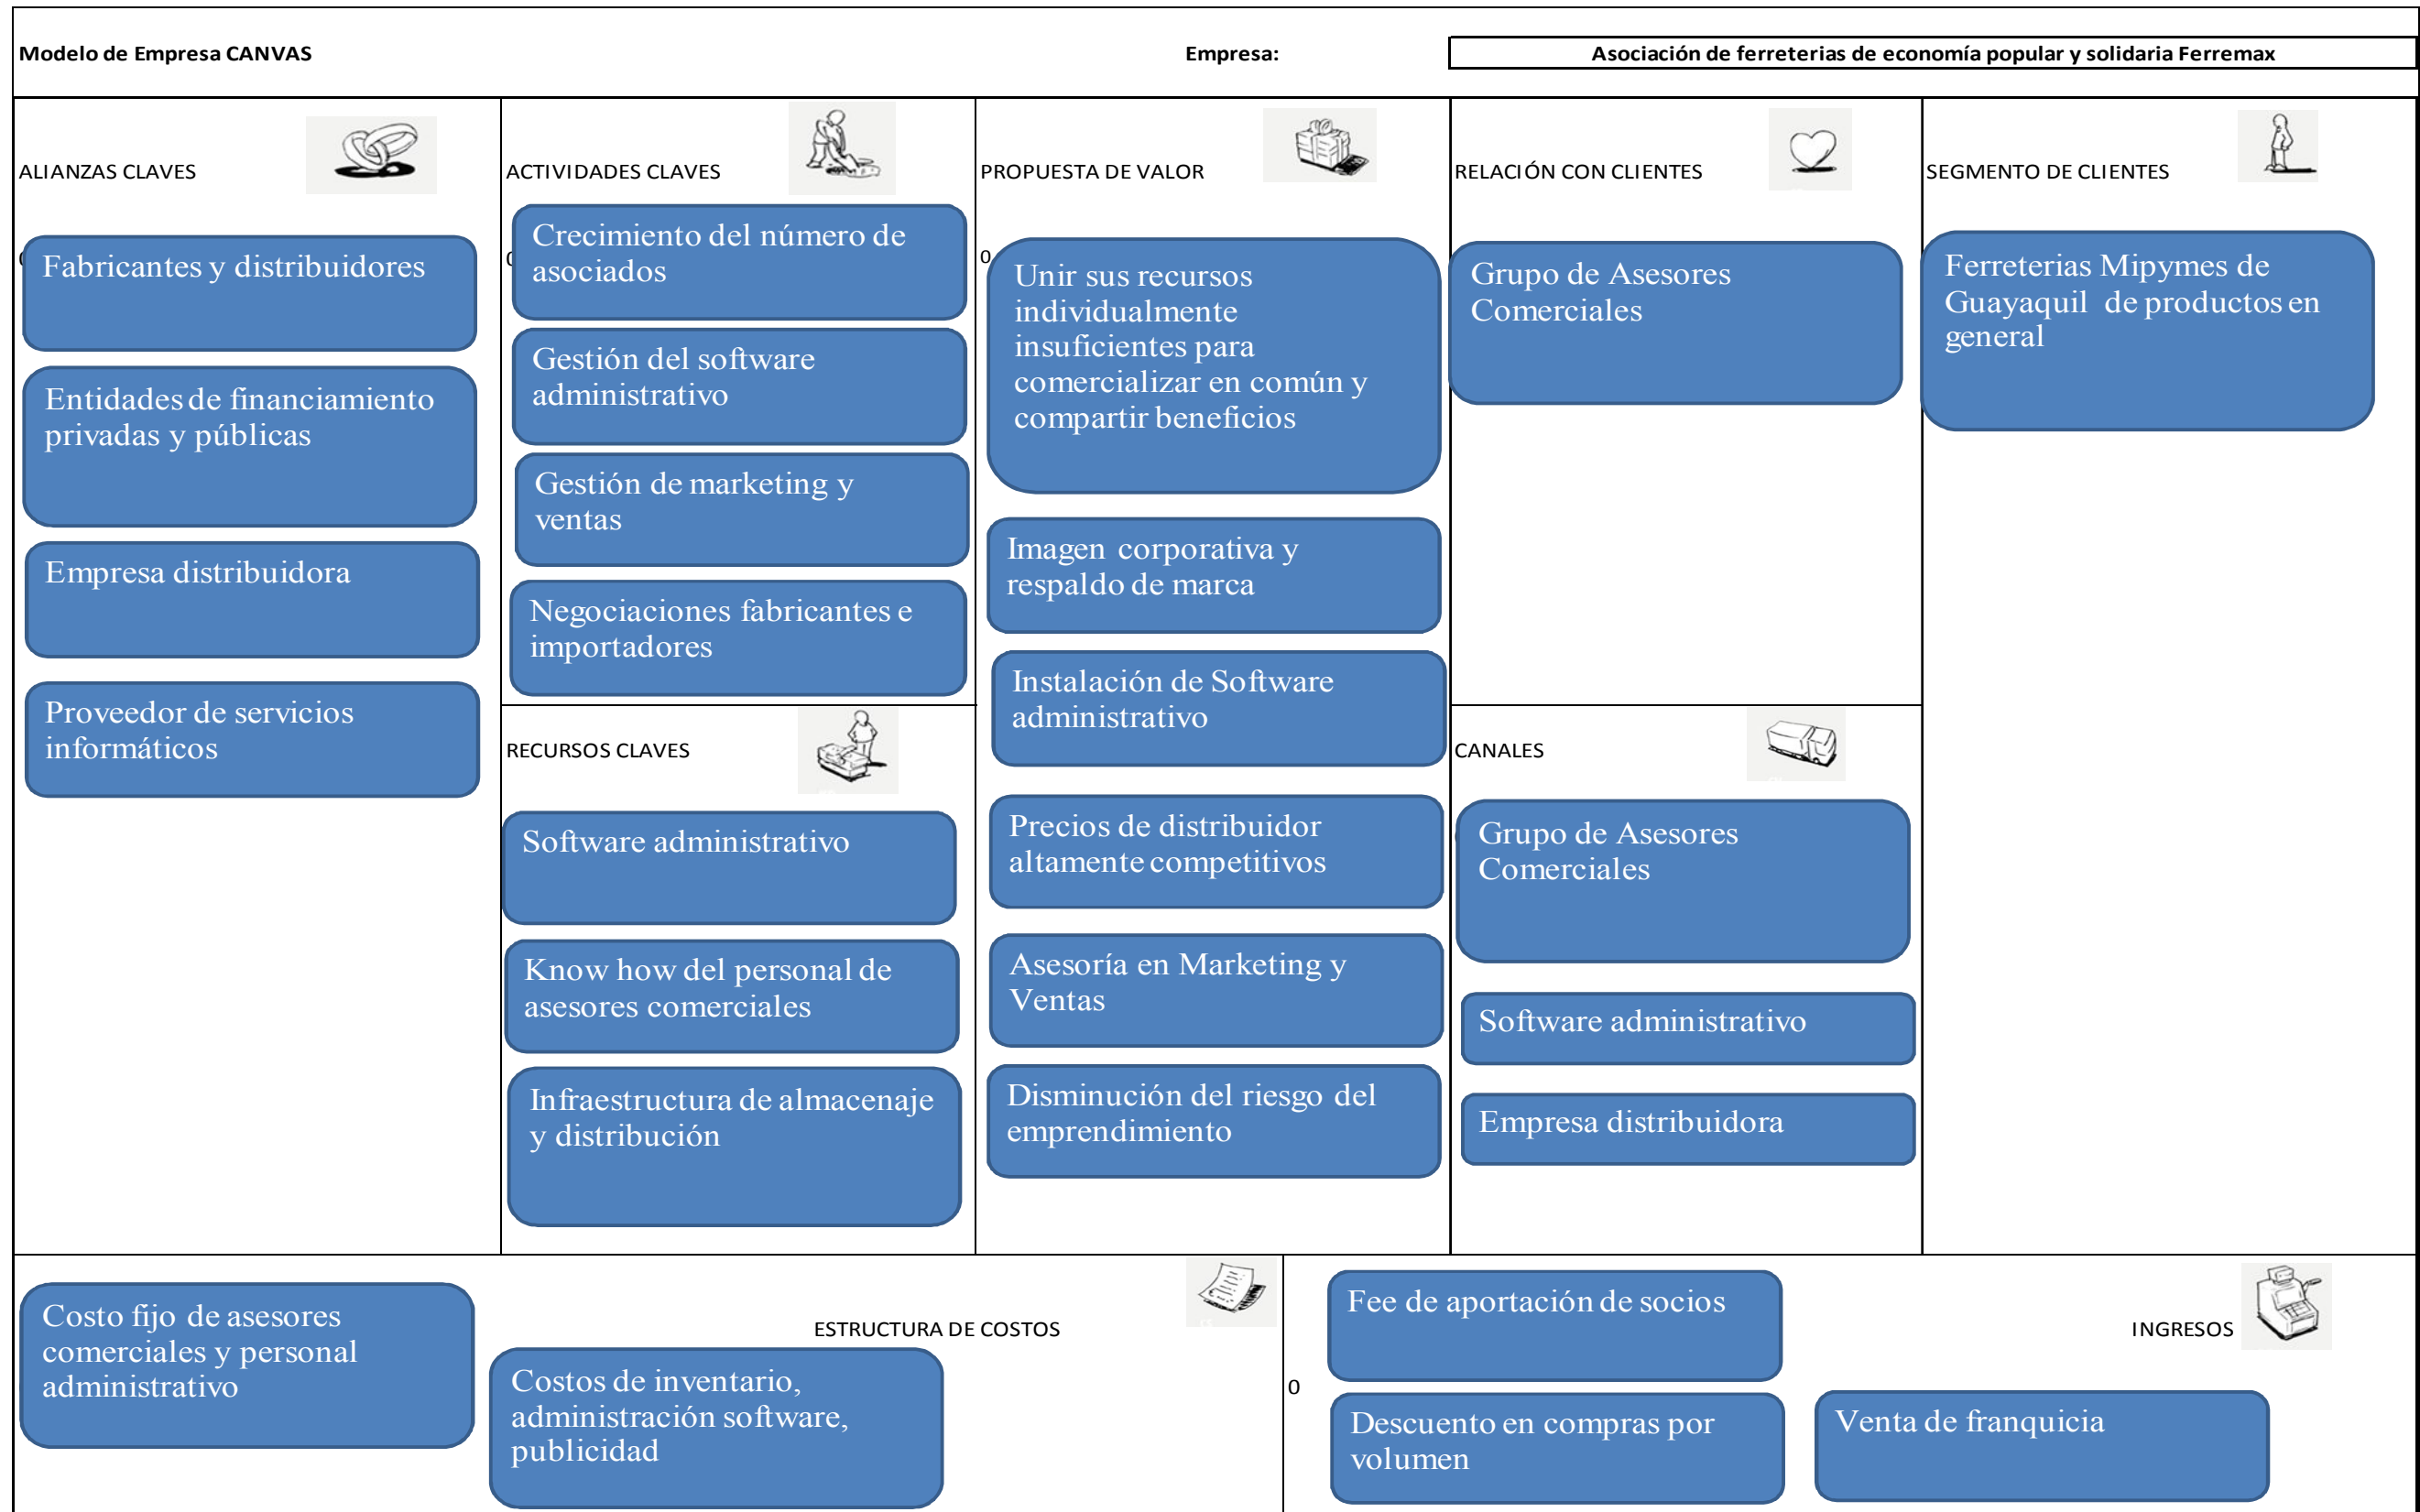 Modelo de Empresa CANVAS
Empresa:
Asociación de ferreterias de economía popular y solidaria Ferremax
ALIANZAS CLAVES
0
Fabricantes y distribuidores
Entidades de financiamiento
privadas y públicas
Empresa distribuidora
Proveedor de servicios
informáticos
ACTIVIDADES CLAVES
0
Crecimiento del número de
asociados
Gestión del software
administrativo
Gestión de marketing y
ventas
Negociaciones fabricantes e
importadores
RECURSOS CLAVES
Software administrativo
Know how del personal de
asesores comerciales
Infraestructura de almacenaje
y distribución
PROPUESTA DE VALOR
0
Unir sus recursos
individualmente
insuficientes para
comercializar en común y
compartir beneficios
Imagen corporativa y
respaldo de marca
Instalación de Software
administrativo
Precios de distribuidor
altamente competitivos
Asesoría en Marketing y
Ventas
Disminución del riesgo del
emprendimiento
RELACIÓN CON CLIENTES
Grupo de Asesores
Comerciales
CANALES
Grupo de Asesores
Comerciales
Software administrativo
Empresa distribuidora
SEGMENTO DE CLIENTES
Ferreterias Mipymes de
Guayaquil de productos en
general
ESTRUCTURA DE COSTOS
Costo fijo de asesores
comerciales y personal
administrativo
Costos de inventario,
administración software,
publicidad
INGRESOS
0
Fee de aportación de socios
Descuento en compras por
volumen
Venta de franquicia